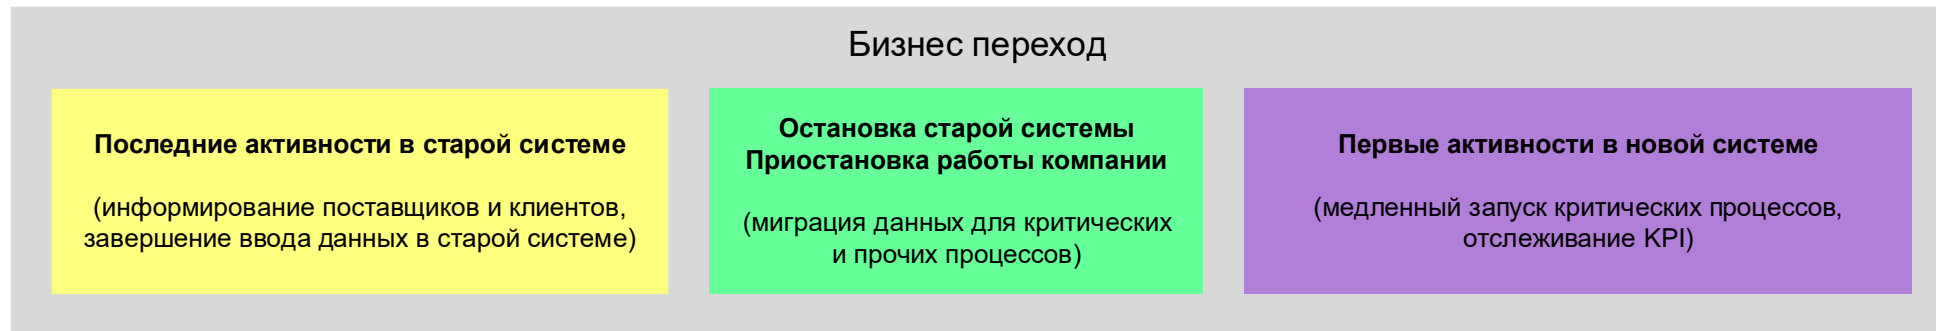 Бизнес переход
Последние активности в старой системе
(информирование поставщиков и клиентов,
завершение ввода данных в старой системе)
Остановка старой системы
Приостановка работы компании
(миграция данных для критических
и прочих процессов)
Первые активности в новой системе
(медленный запуск критических процессов,
отслеживание KPI)